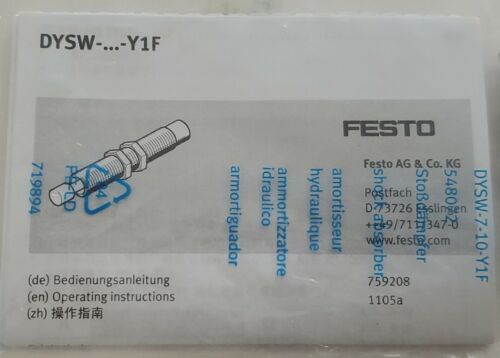 DYSW-...-Y1F
FESTO
Festo AG & Co. KG
Postfach
D-73726 Esslingen
+49/711/347-0
www.festo.com
(de) Bedienungsanleitung
(en) Operating instructions
(zh) 操作指南
759208
1105a
DYSW-7-10-Y1F
Stoßdämpfer
shock absorber
amortisseur
hydraulique
ammortizzatore
idraulico
armortiguador
719894